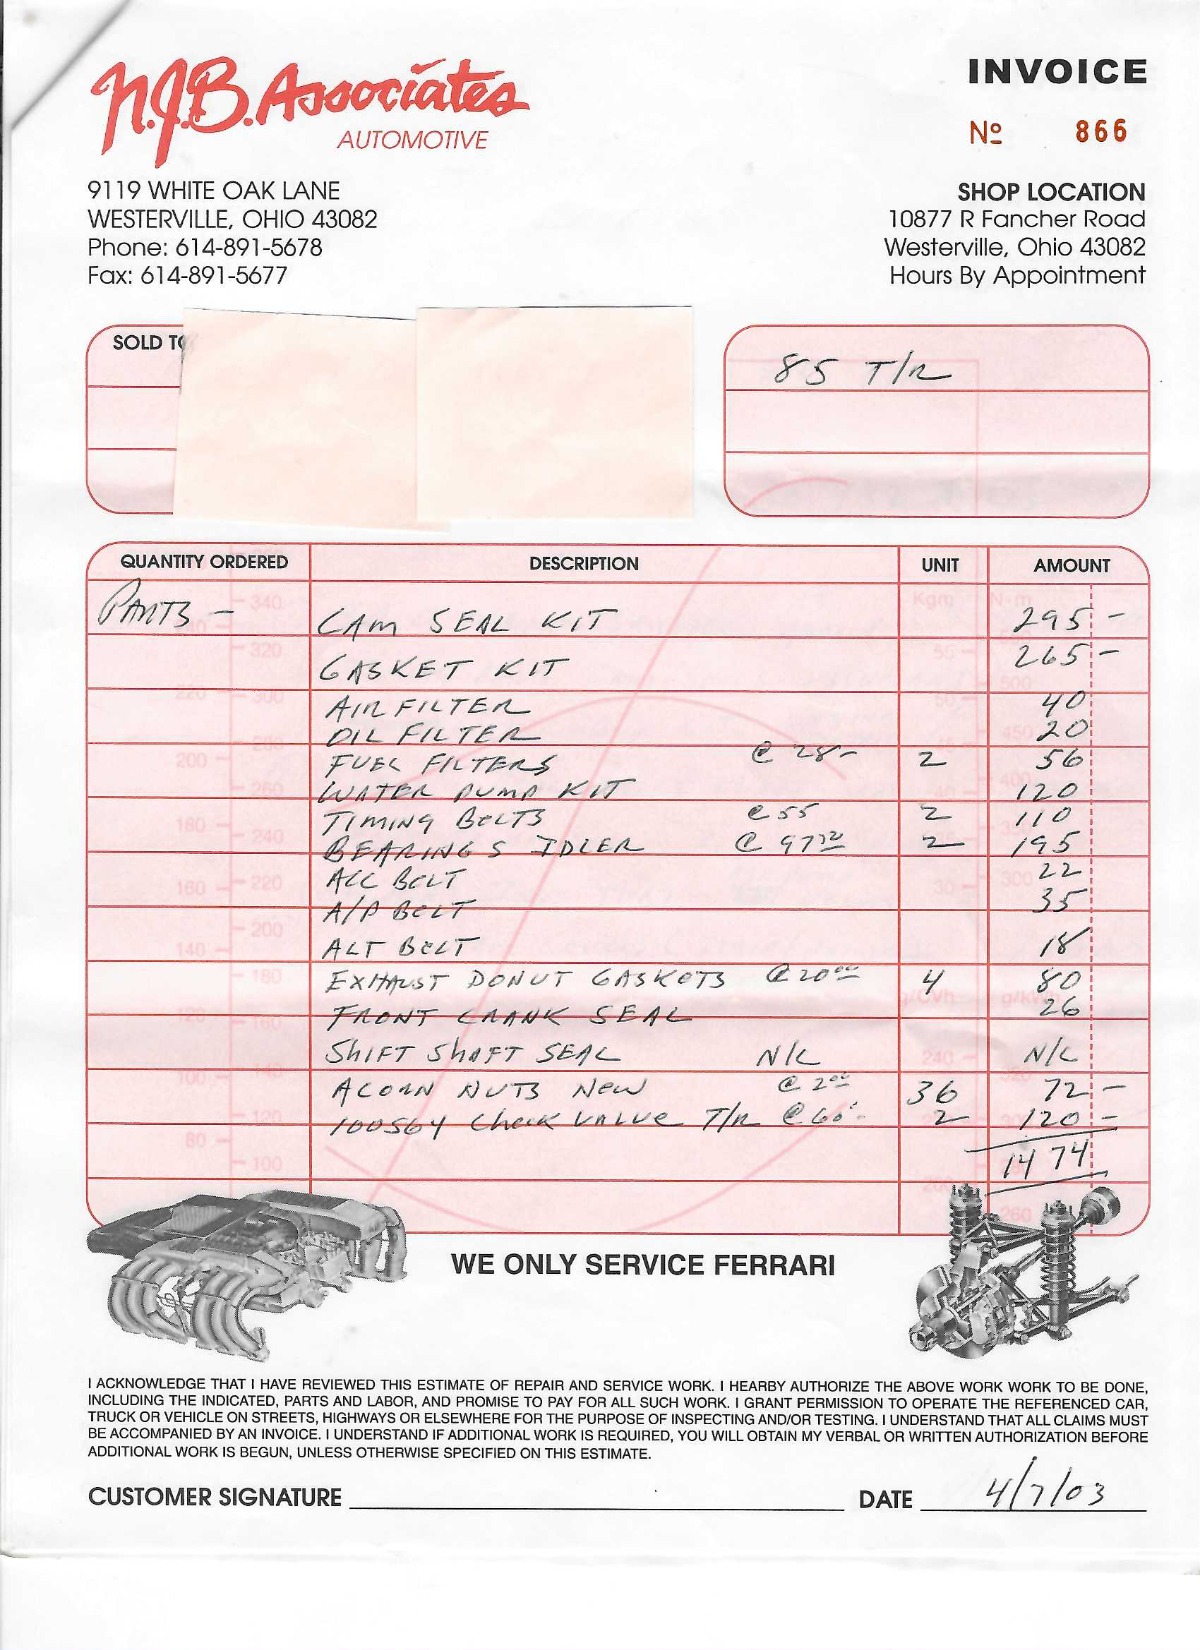 N.J.B. Associates
AUTOMOTIVE
INVOICE
Nº 866
9119 WHITE OAK LANE
WESTERVILLE, OHIO 43082
Phone: 614-891-5678
Fax: 614-891-5677
SHOP LOCATION
10877 R Fancher Road
Westerville, Ohio 43082
Hours By Appointment
SOLD TO
85 T/R
QUANTITY ORDERED DESCRIPTION UNIT AMOUNT
PARTS - CAM SEAL KIT 295 -
GASKET KIT 265 -
AIR FILTER 40
OIL FILTER 20
FUEL FILTERS @ 28- 2 56
WATER PUMP KIT 120
TIMING BELTS @ 55 2 110
BEARINGS IDLER @ 97 50 2 195
ACC BELT 22
A/P BELT 35
ALT BELT 18
EXHAUST DONUT GASKETS @ 20 00 4 80
FRONT CRANK SEAL 26
SHIFT SHAFT SEAL N/C N/C
ACORN NUTS NEW @ 2 00 36 72 -
100564 Check VALVE T/R @ 60 - 2 120 -
1474
WE ONLY SERVICE FERRARI
I ACKNOWLEDGE THAT I HAVE REVIEWED THIS ESTIMATE OF REPAIR AND SERVICE WORK. I HEARBY AUTHORIZE THE ABOVE WORK WORK TO BE DONE,
INCLUDING THE INDICATED, PARTS AND LABOR, AND PROMISE TO PAY FOR ALL SUCH WORK. I GRANT PERMISSION TO OPERATE THE REFERENCED CAR,
TRUCK OR VEHICLE ON STREETS, HIGHWAYS OR ELSEWHERE FOR THE PURPOSE OF INSPECTING AND/OR TESTING. I UNDERSTAND THAT ALL CLAIMS MUST
BE ACCOMPANIED BY AN INVOICE. I UNDERSTAND IF ADDITIONAL WORK IS REQUIRED, YOU WILL OBTAIN MY VERBAL OR WRITTEN AUTHORIZATION BEFORE
ADDITIONAL WORK IS BEGUN, UNLESS OTHERWISE SPECIFIED ON THIS ESTIMATE.
CUSTOMER SIGNATURE DATE 4/7/03